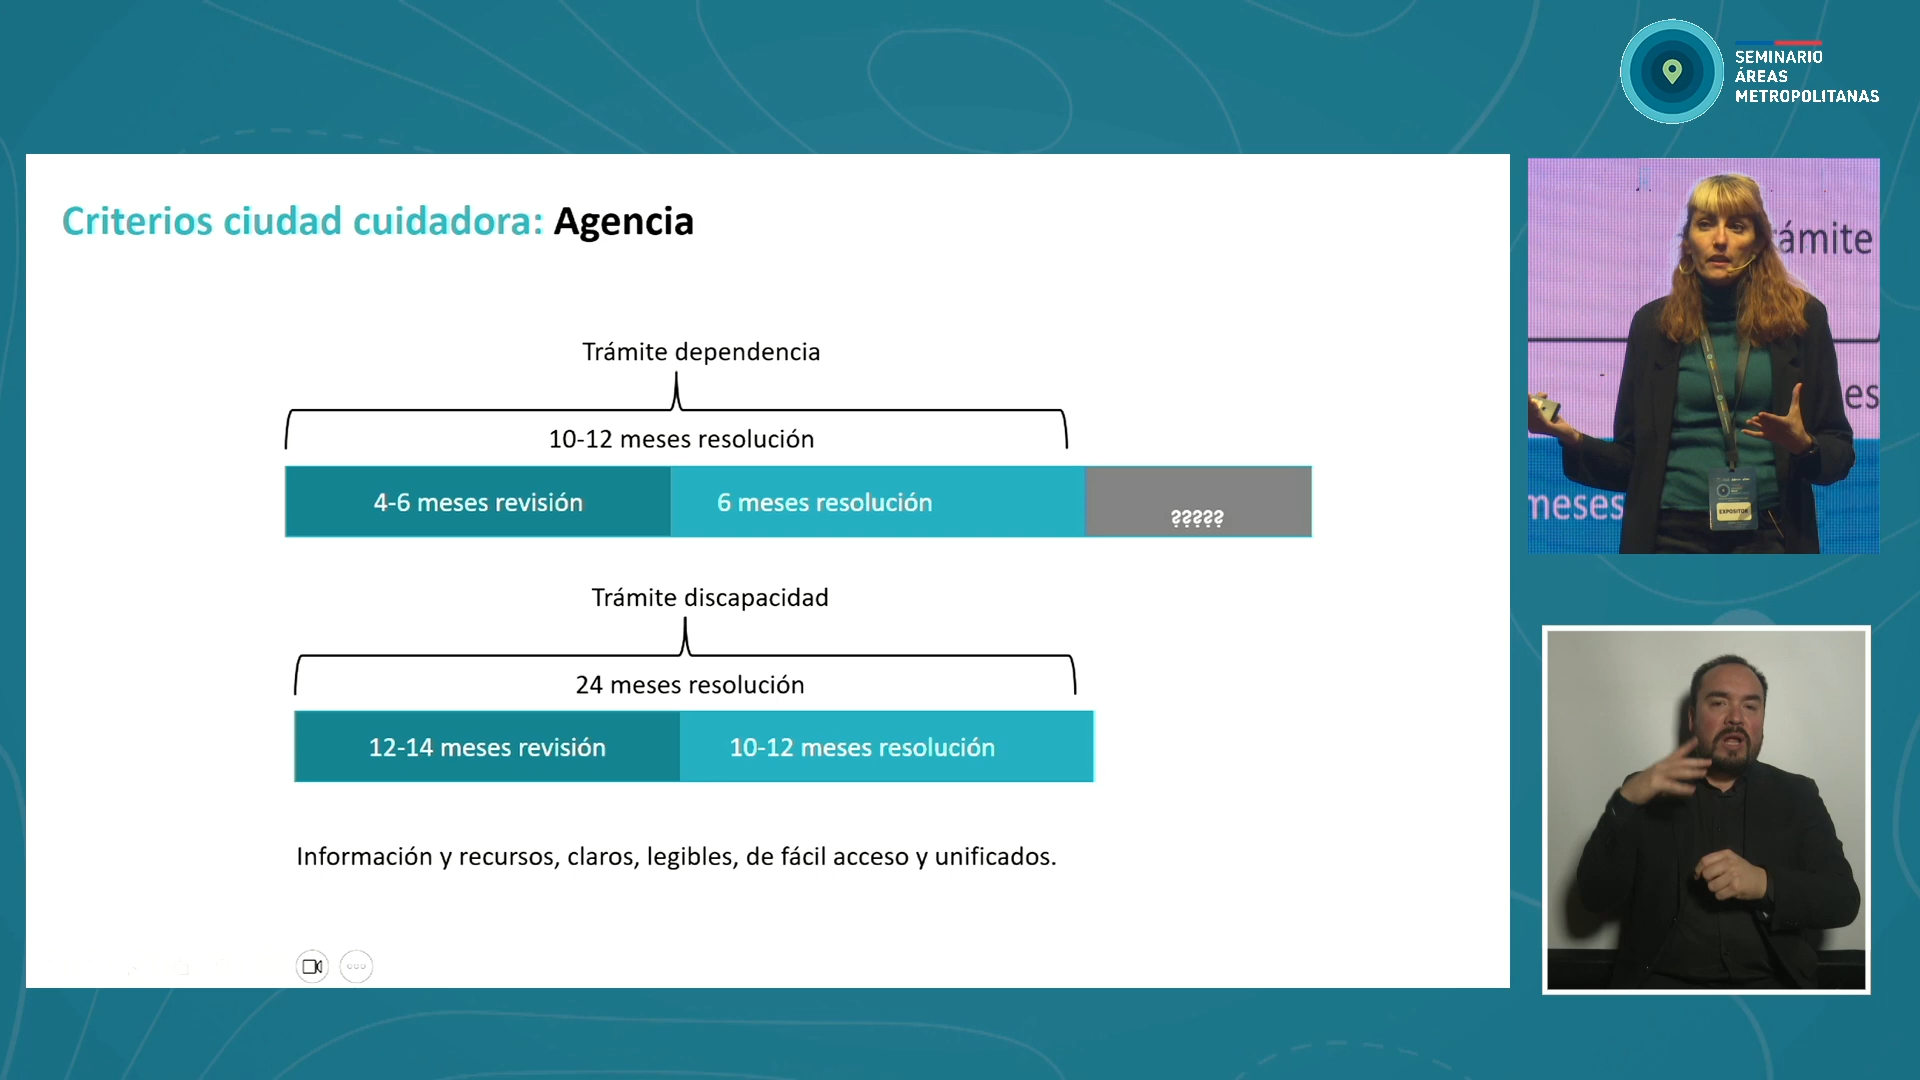 SEMINARIO
ÁREAS
METROPOLITANAS
Criterios ciudad cuidadora: Agencia
Trámite dependencia
10-12 meses resolución
4-6 meses revisión
6 meses resolución
?????
Trámite discapacidad
24 meses resolución
12-14 meses revisión
10-12 meses resolución
Información y recursos, claros, legibles, de fácil acceso y unificados.
rámite
es
meses
EXPOSITOR